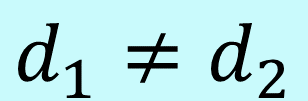 d₁ ≠ d₂